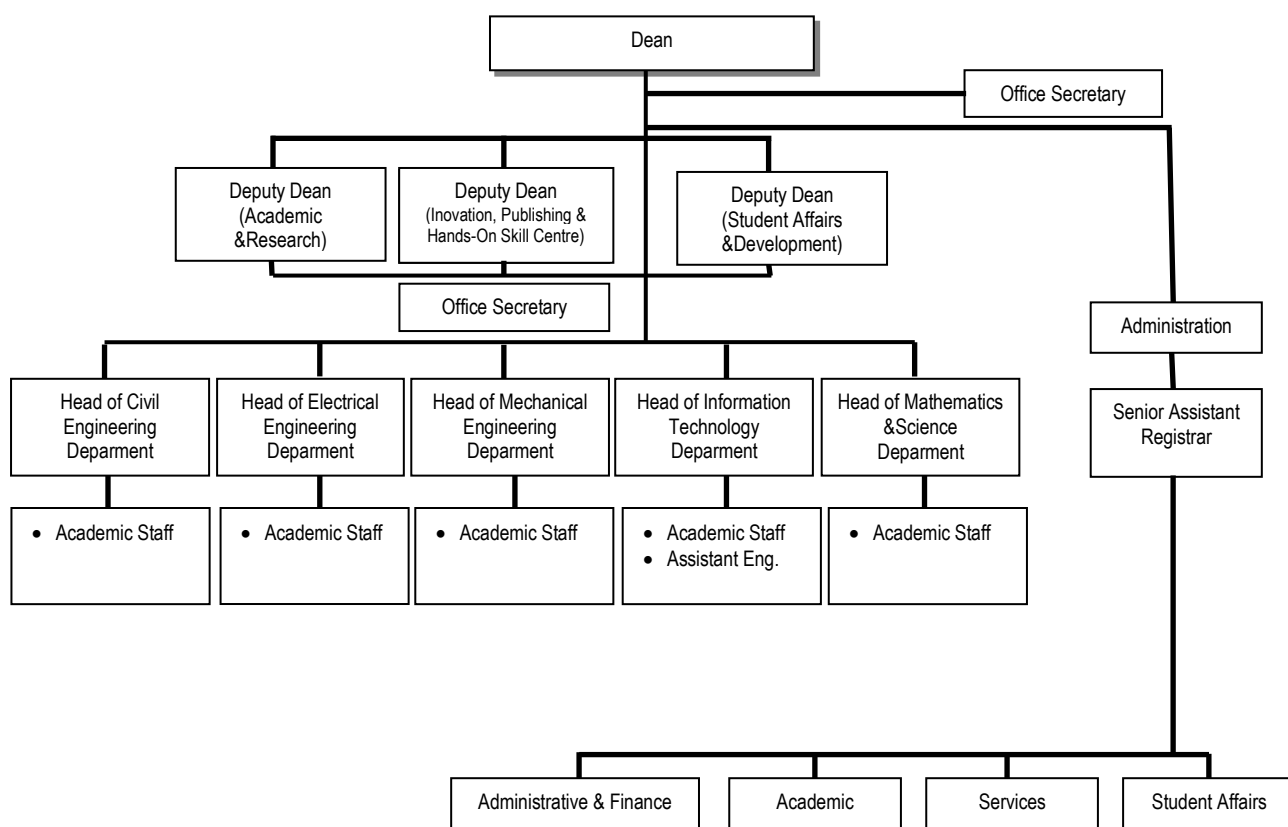 Dean
Office Secretary
Deputy Dean
(Academic
&Research)
Deputy Dean
(Inovation, Publishing &
Hands-On Skill Centre)
Deputy Dean
(Student Affairs
&Development)
Office Secretary
Administration
Head of Civil
Engineering
Deparment
Head of Electrical
Engineering
Deparment
Head of Mechanical
Engineering
Deparment
Head of Information
Technology
Deparment
Head of Mathematics
&Science
Deparment
Senior Assistant
Registrar
• Academic Staff
• Academic Staff
• Academic Staff
• Academic Staff
• Assistant Eng.
• Academic Staff
Administrative & Finance
Academic
Services
Student Affairs